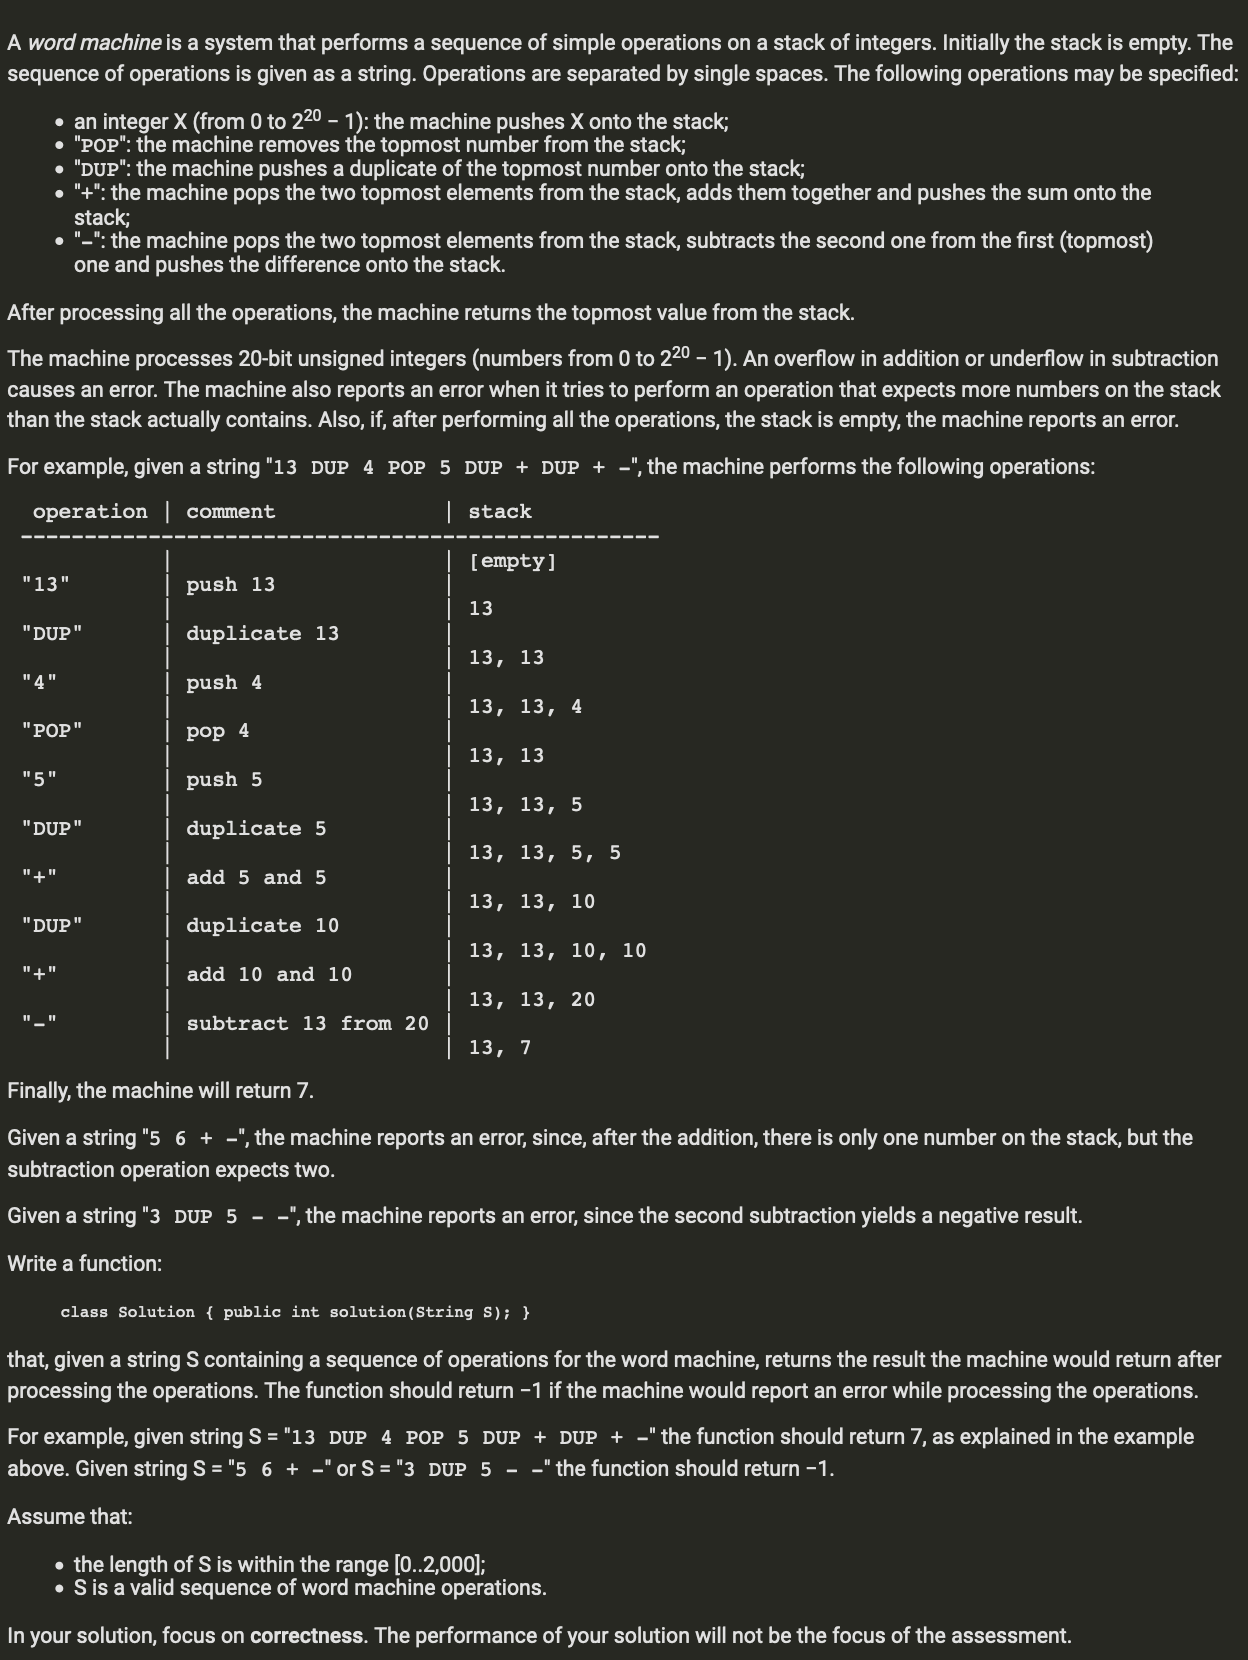 A word machine is a system that performs a sequence of simple operations on a stack of integers. Initially the stack is empty. The
sequence of operations is given as a string. Operations are separated by single spaces. The following operations may be specified:
• an integer X (from 0 to 2²⁰ − 1): the machine pushes X onto the stack;
• "POP": the machine removes the topmost number from the stack;
• "DUP": the machine pushes a duplicate of the topmost number onto the stack;
• "+": the machine pops the two topmost elements from the stack, adds them together and pushes the sum onto the
stack;
• "−": the machine pops the two topmost elements from the stack, subtracts the second one from the first (topmost)
one and pushes the difference onto the stack.
After processing all the operations, the machine returns the topmost value from the stack.
The machine processes 20-bit unsigned integers (numbers from 0 to 2²⁰ − 1). An overflow in addition or underflow in subtraction
causes an error. The machine also reports an error when it tries to perform an operation that expects more numbers on the stack
than the stack actually contains. Also, if, after performing all the operations, the stack is empty, the machine reports an error.
For example, given a string "13 DUP 4 POP 5 DUP + DUP + −", the machine performs the following operations:
operation | comment | stack
--------------------------------------------------
| | [empty]
"13" | push 13 |
| | 13
"DUP" | duplicate 13 |
| | 13, 13
"4" | push 4 |
| | 13, 13, 4
"POP" | pop 4 |
| | 13, 13
"5" | push 5 |
| | 13, 13, 5
"DUP" | duplicate 5 |
| | 13, 13, 5, 5
"+" | add 5 and 5 |
| | 13, 13, 10
"DUP" | duplicate 10 |
| | 13, 13, 10, 10
"+" | add 10 and 10 |
| | 13, 13, 20
"−" | subtract 13 from 20 |
| | 13, 7
Finally, the machine will return 7.
Given a string "5 6 + −", the machine reports an error, since, after the addition, there is only one number on the stack, but the
subtraction operation expects two.
Given a string "3 DUP 5 − −", the machine reports an error, since the second subtraction yields a negative result.
Write a function:
class Solution { public int solution(String S); }
that, given a string S containing a sequence of operations for the word machine, returns the result the machine would return after
processing the operations. The function should return −1 if the machine would report an error while processing the operations.
For example, given string S = "13 DUP 4 POP 5 DUP + DUP + −" the function should return 7, as explained in the example
above. Given string S = "5 6 + −" or S = "3 DUP 5 − −" the function should return −1.
Assume that:
• the length of S is within the range [0..2,000];
• S is a valid sequence of word machine operations.
In your solution, focus on correctness. The performance of your solution will not be the focus of the assessment.